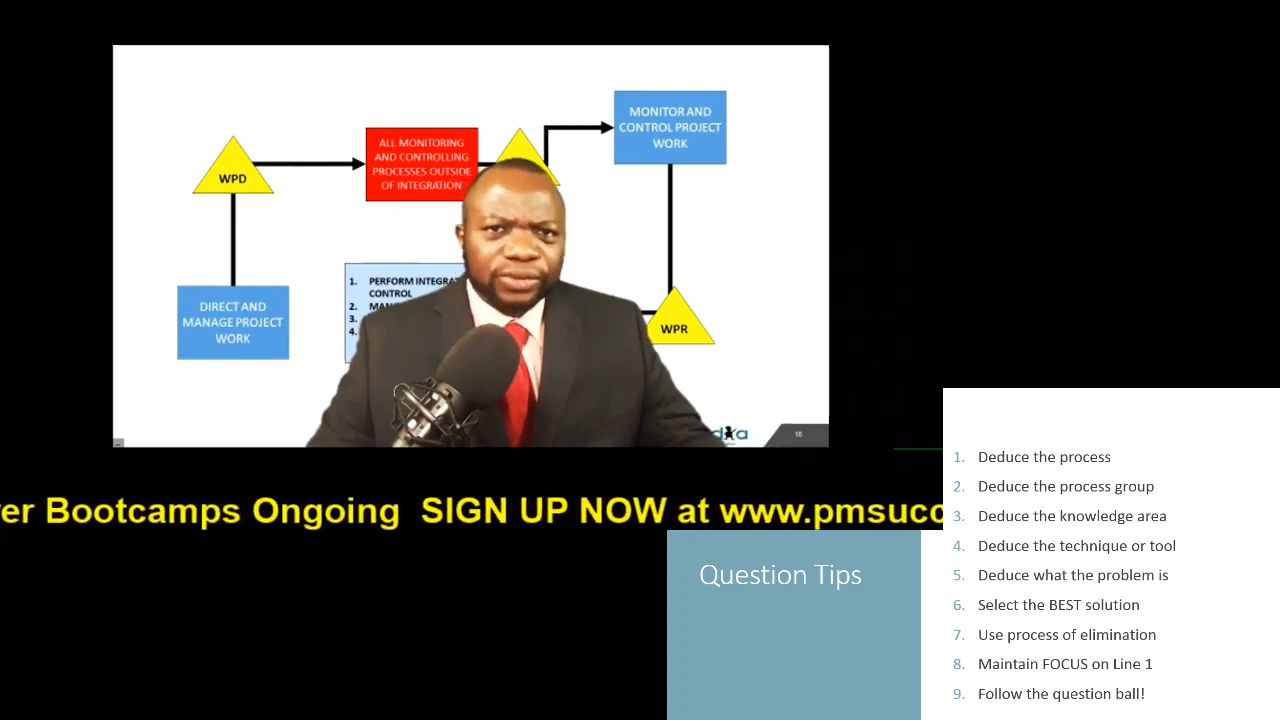 MONITOR AND
CONTROL PROJECT
WORK
ALL MONITORING
AND CONTROLLING
PROCESSES OUTSIDE
OF INTEGRATION
WPD
1. PERFORM
CONTROL
2.
3.
4.
DIRECT AND
MANAGE PROJECT
WORK
WPR
16
Bootcamps Ongoing SIGN UP NOW at
Question Tips
1. Deduce the process
2. Deduce the process group
3. Deduce the knowledge area
4. Deduce the technique or tool
5. Deduce what the problem is
6. Select the BEST solution
7. Use process of elimination
8. Maintain FOCUS on Line 1
9. Follow the question ball!